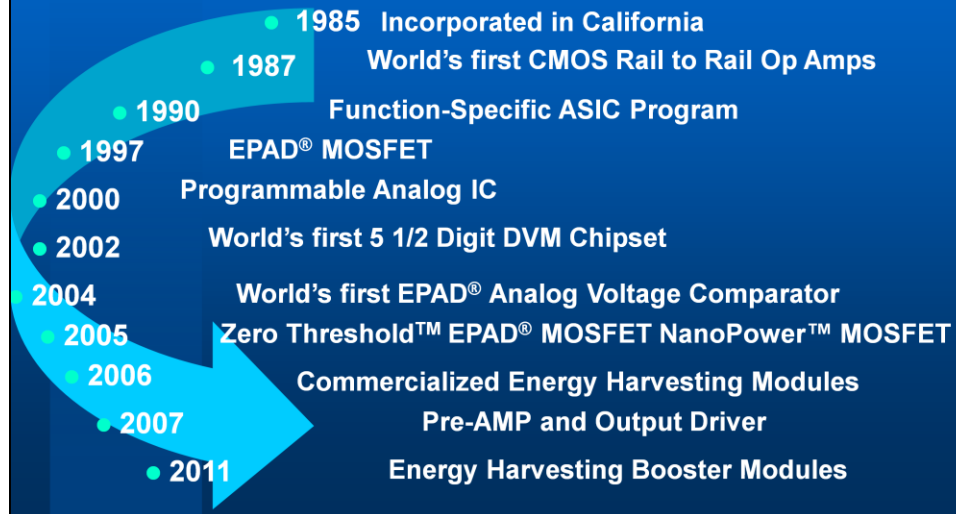 1985 Incorporated in California
1987 World's first CMOS Rail to Rail Op Amps
1990 Function-Specific ASIC Program
1997 EPAD® MOSFET
2000 Programmable Analog IC
2002 World's first 5 1/2 Digit DVM Chipset
2004 World's first EPAD® Analog Voltage Comparator
2005 Zero Threshold™ EPAD® MOSFET NanoPower™ MOSFET
2006 Commercialized Energy Harvesting Modules
2007 Pre-AMP and Output Driver
2011 Energy Harvesting Booster Modules